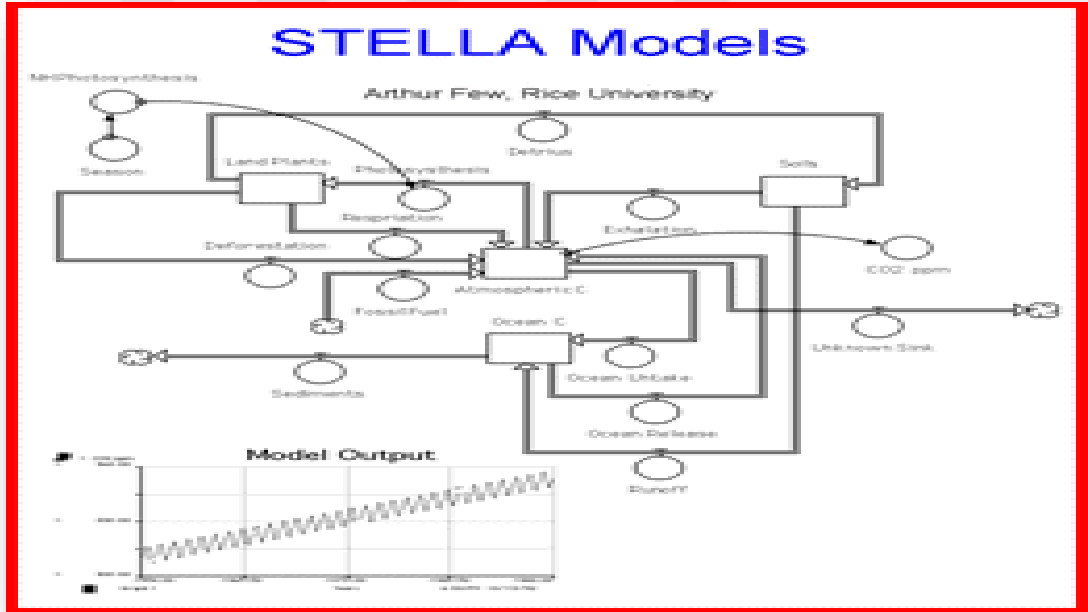 STELLA Models
NHPhotosynthesis
Arthur Few, Rice University
Season
Detritus
Land Plants
Photosynthesis
Soils
Respiration
Exhalation
Deforestation
CO2 ppm
Atmospheric C
Fossil Fuel
Ocean C
Unknown Sink
Ocean Uptake
Sediments
Ocean Release
Runoff
Model Output